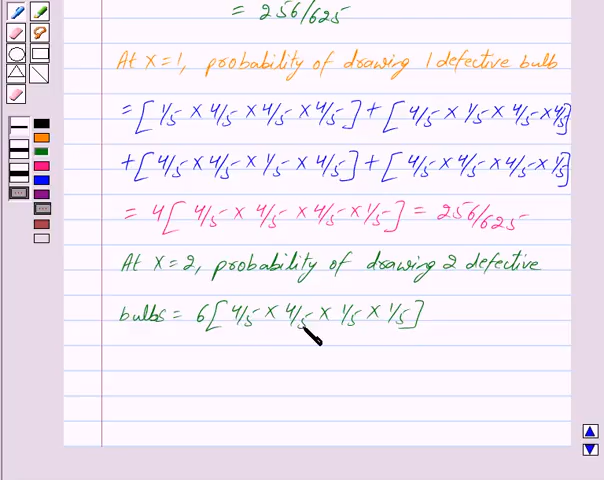 = 256/625
At X=1, probability of drawing 1 defective bulb
= [1/5 × 4/5 × 4/5 × 4/5] + [4/5 × 1/5 × 4/5 × 4/5]
+ [4/5 × 4/5 × 1/5 × 4/5] + [4/5 × 4/5 × 4/5 × 1/5]
= 4[4/5 × 4/5 × 4/5 × 1/5] = 256/625
At X=2, probability of drawing 2 defective
bulbs = 6[4/5 × 4/5 × 1/5 × 1/5]